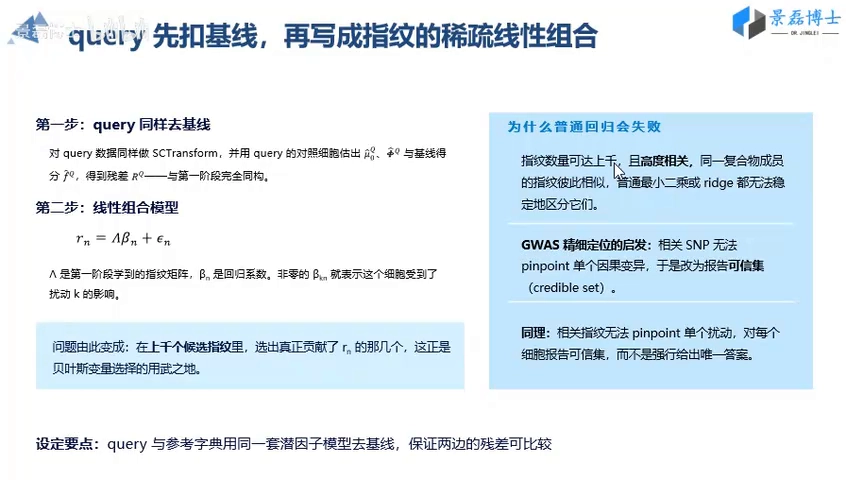 query 先扣基线，再写成指纹的稀疏线性组合
景磊博士
DR.JINGLEI
第一步：query 同样去基线
对 query 数据同样做 SCTransform，并用 query 的对照细胞估出 μ̂₀^Q、Φ̂^Q 与基线得
分 f̂^Q，得到残差 R^Q——与第一阶段完全同构。
第二步：线性组合模型
rₙ = Λβₙ + ϵₙ
Λ 是第一阶段学到的指纹矩阵，βₙ 是回归系数。非零的 βₖₙ 就表示这个细胞受到了
扰动 k 的影响。
问题由此变成：在上千个候选指纹里，选出真正贡献了 rₙ 的那几个，这正是
贝叶斯变量选择的用武之地。
为什么普通回归会失败
指纹数量可达上千，且高度相关，同一复合物成员
的指纹彼此相似，普通最小二乘或 ridge 都无法稳
定地区分它们。
GWAS 精细定位的启发：相关 SNP 无法
pinpoint 单个因果变异，于是改为报告可信集
（credible set）。
同理：相关指纹无法 pinpoint 单个扰动，对每个
细胞报告可信集，而不是强行给出唯一答案。
设定要点：query 与参考字典用同一套潜因子模型去基线，保证两边的残差可比较